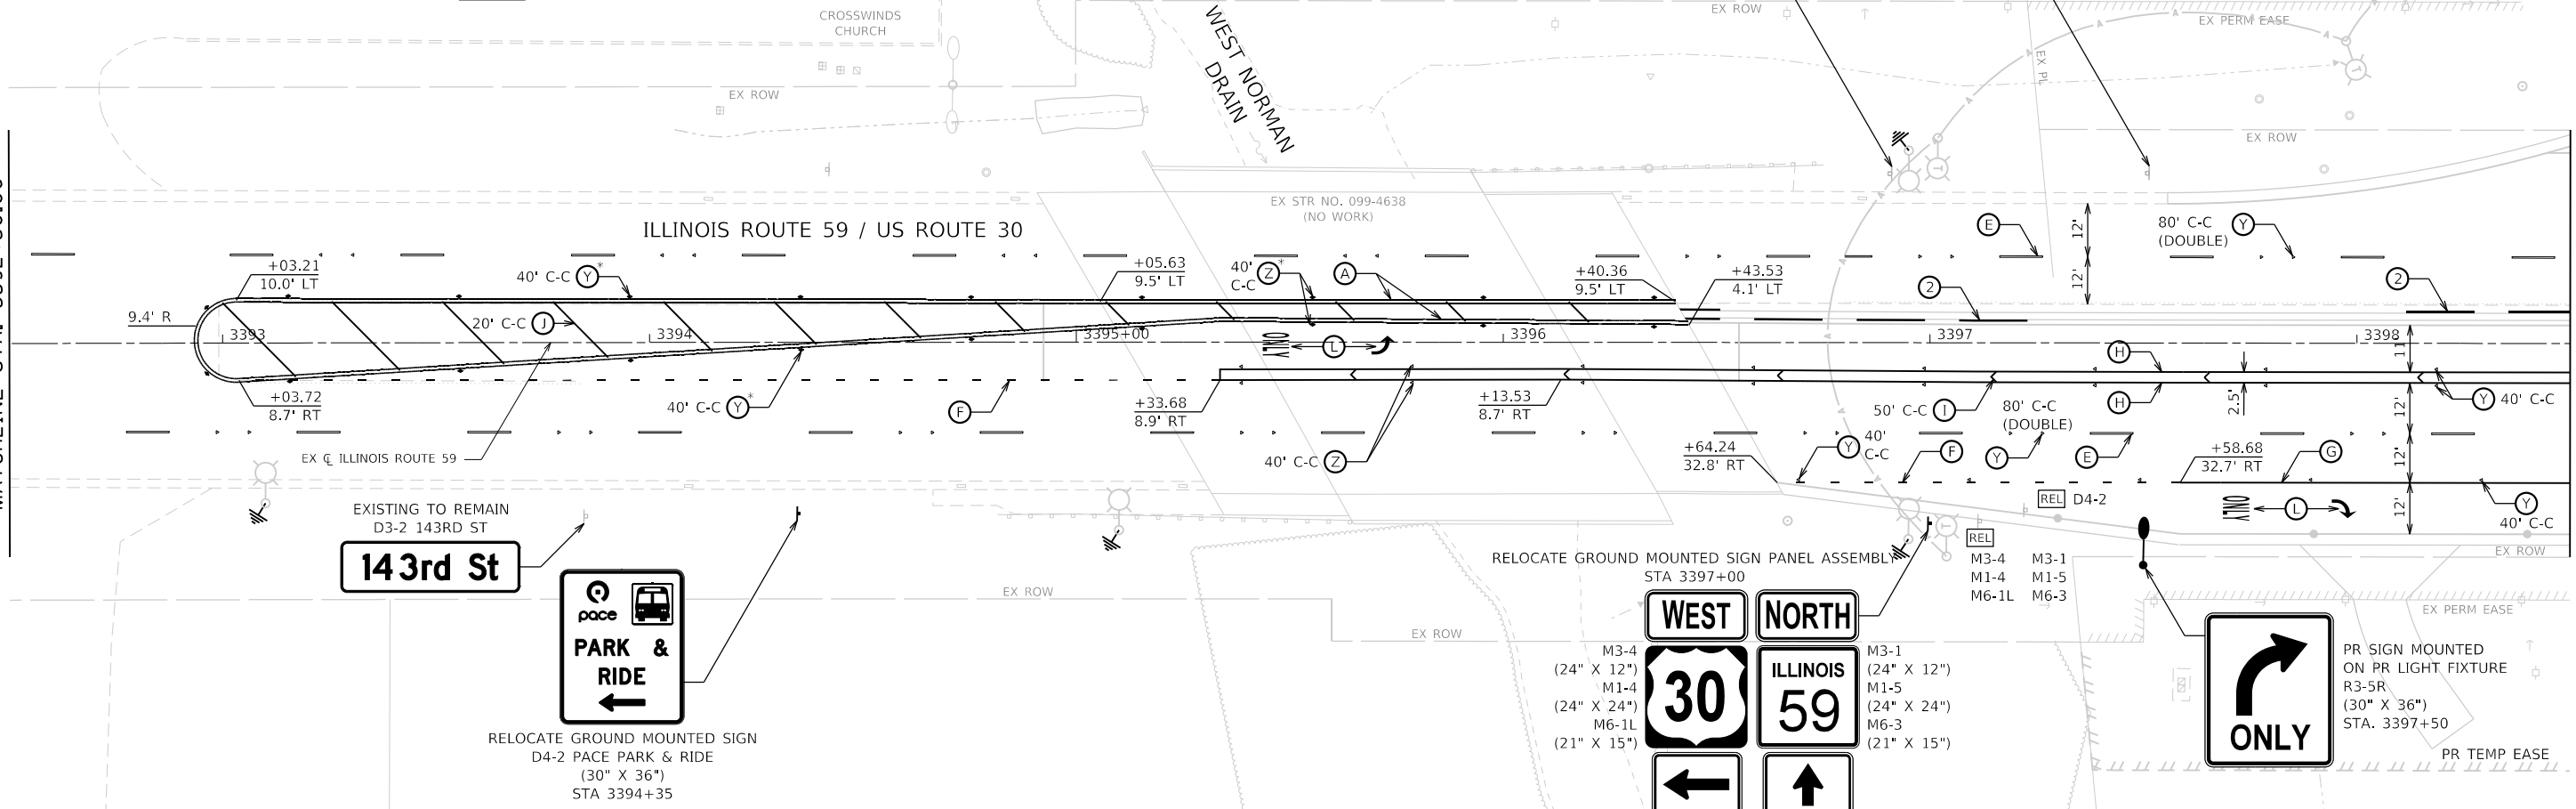 CROSSWINDS
CHURCH
WEST NORMAN
DRAIN
EX ROW
EX PERM EASE
EX PL
EX ROW
EX ROW
EX STR NO. 099-4638
(NO WORK)
ILLINOIS ROUTE 59 / US ROUTE 30
E
12'
12'
80' C-C
(DOUBLE)
Y
+03.21
10.0' LT
40' C-C Y*
+05.63
9.5' LT
40'
C-C
Z*
A
+40.36
9.5' LT
+43.53
4.1' LT
2
2
9.4' R
3393
20' C-C J
3394
3395+00
L
ONLY
3396
3397
3398
11'
H
+03.72
8.7' RT
40' C-C Y*
F
+33.68
8.9' RT
+13.53
8.7' RT
50' C-C I
H
2.5'
12'
Y 40' C-C
80' C-C
(DOUBLE)
Y
E
EX CL ILLINOIS ROUTE 59
40' C-C Z
+64.24
32.8' RT
Y 40'
C-C
F
+58.68
32.7' RT
G
12'
12'
ONLY
L
Y
40' C-C
REL D4-2
EX ROW
EXISTING TO REMAIN
D3-2 143RD ST
143rd St
pace
PARK &
RIDE
RELOCATE GROUND MOUNTED SIGN
D4-2 PACE PARK & RIDE
(30" X 36")
STA 3394+35
EX ROW
EX ROW
RELOCATE GROUND MOUNTED SIGN PANEL ASSEMBLY
STA 3397+00
REL
M3-4 M3-1
M1-4 M1-5
M6-1L M6-3
WEST
NORTH
M3-4
(24" X 12")
M1-4
(24" X 24")
M6-1L
(21" X 15")
30
ILLINOIS
59
M3-1
(24" X 12")
M1-5
(24" X 24")
M6-3
(21" X 15")
EX PERM EASE
ONLY
PR SIGN MOUNTED
ON PR LIGHT FIXTURE
R3-5R
(30" X 36")
STA. 3397+50
PR TEMP EASE